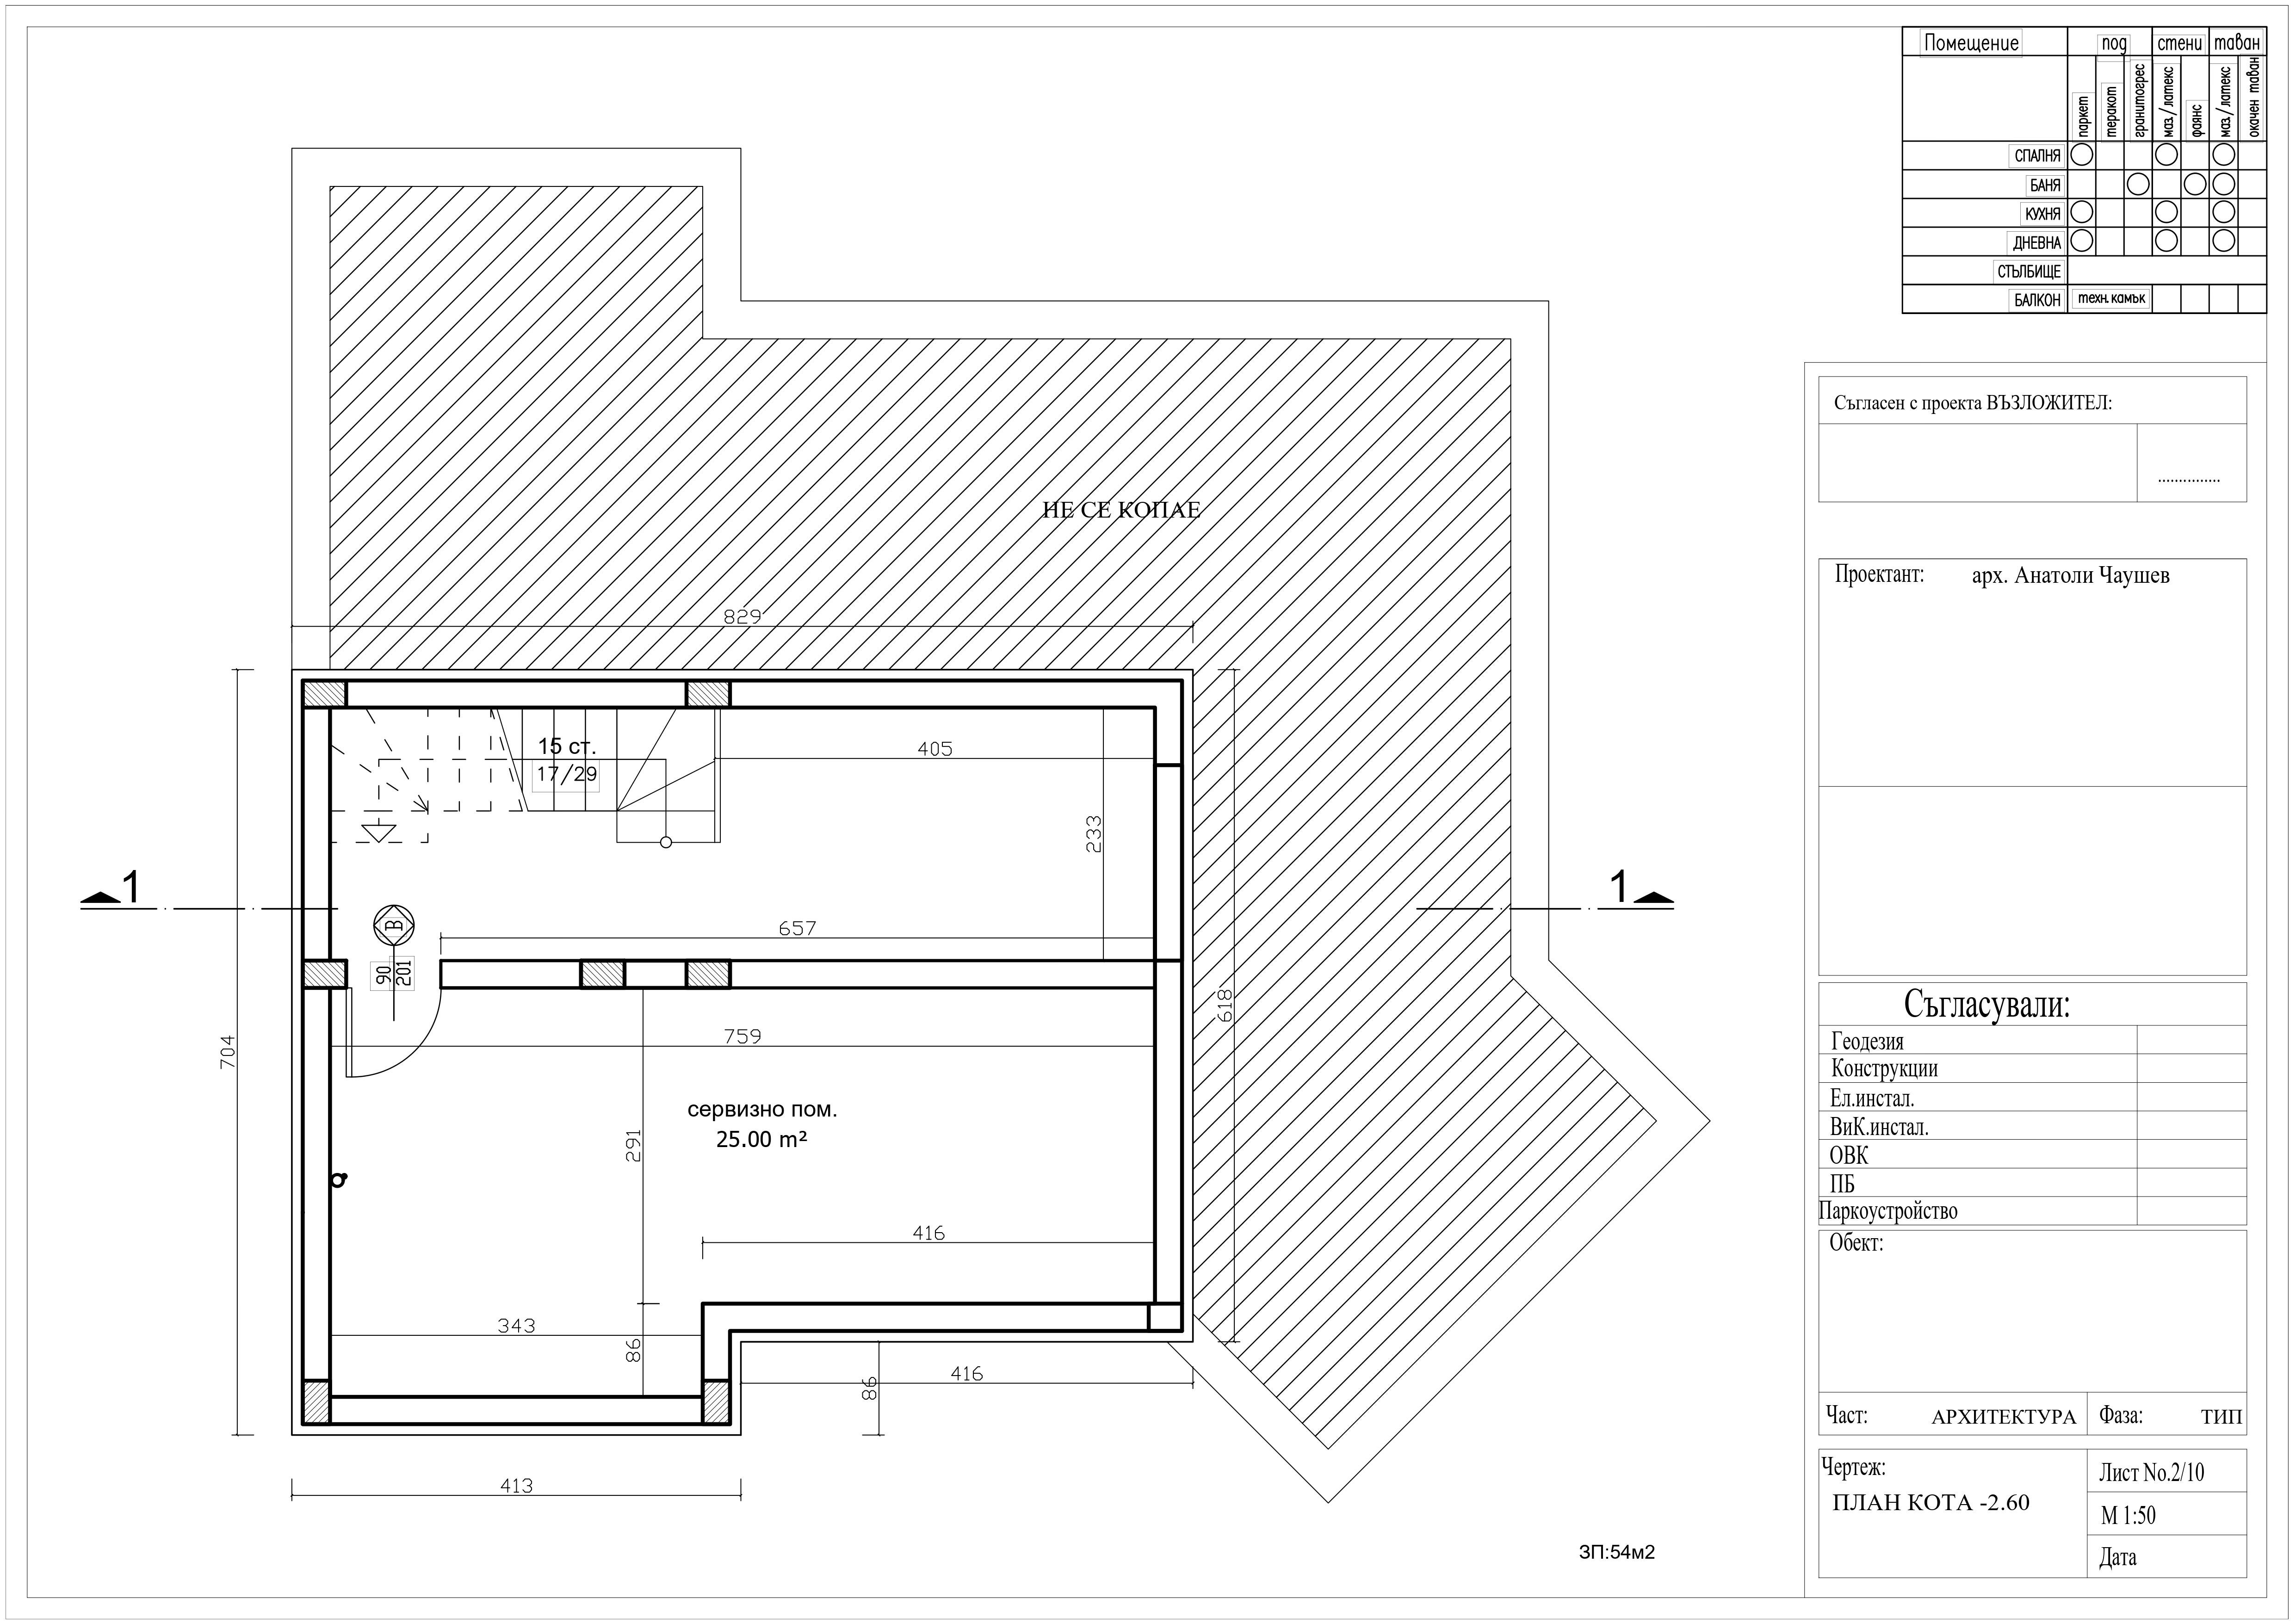 Помещение под стени таван
паркет теракот гранитогрес маз./латекс фаянс маз./латекс окачен таван
СПАЛНЯ
БАНЯ
КУХНЯ
ДНЕВНА
СТЪЛБИЩЕ
БАЛКОН техн.камък
Съгласен с проекта ВЪЗЛОЖИТЕЛ:
...............
НЕ СЕ КОПАЕ
Проектант: арх. Анатоли Чаушев
829
15 ст.
17/29
405
233
1
1
В
90
201
657
618
704
759
сервизно пом.
25.00 m²
291
416
343
86
86
416
413
Съгласували:
Геодезия
Конструкции
Ел.инстал.
ВиК.инстал.
ОВК
ПБ
Паркоустройство
Обект:
Част: АРХИТЕКТУРА Фаза: ТИП
Чертеж:
ПЛАН КОТА -2.60
Лист No.2/10
М 1:50
Дата
ЗП:54м2